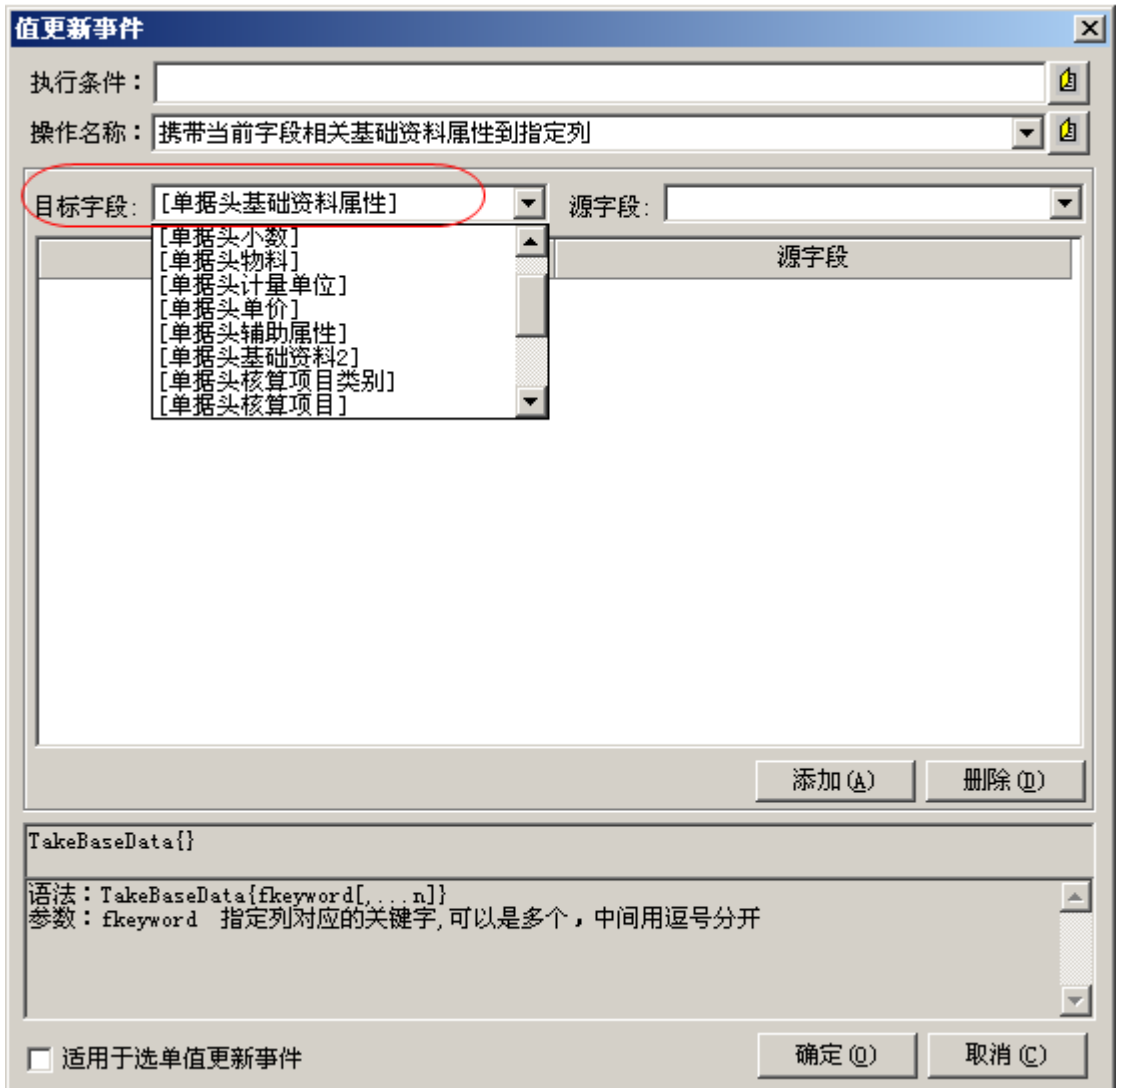 值更新事件
执行条件：
操作名称：携带当前字段相关基础资料属性到指定列
目标字段: [单据头基础资料属性] 源字段:
[单据头小数]
[单据头物料]
[单据头计量单位]
[单据头单价]
[单据头辅助属性]
[单据头基础资料2]
[单据头核算项目类别]
[单据头核算项目]
源字段
添加(A) 删除(D)
TakeBaseData{}
语法：TakeBaseData{fkeyword[,...n]}
参数：fkeyword 指定列对应的关键字,可以是多个，中间用逗号分开
适用于选单值更新事件
确定(O) 取消(C)